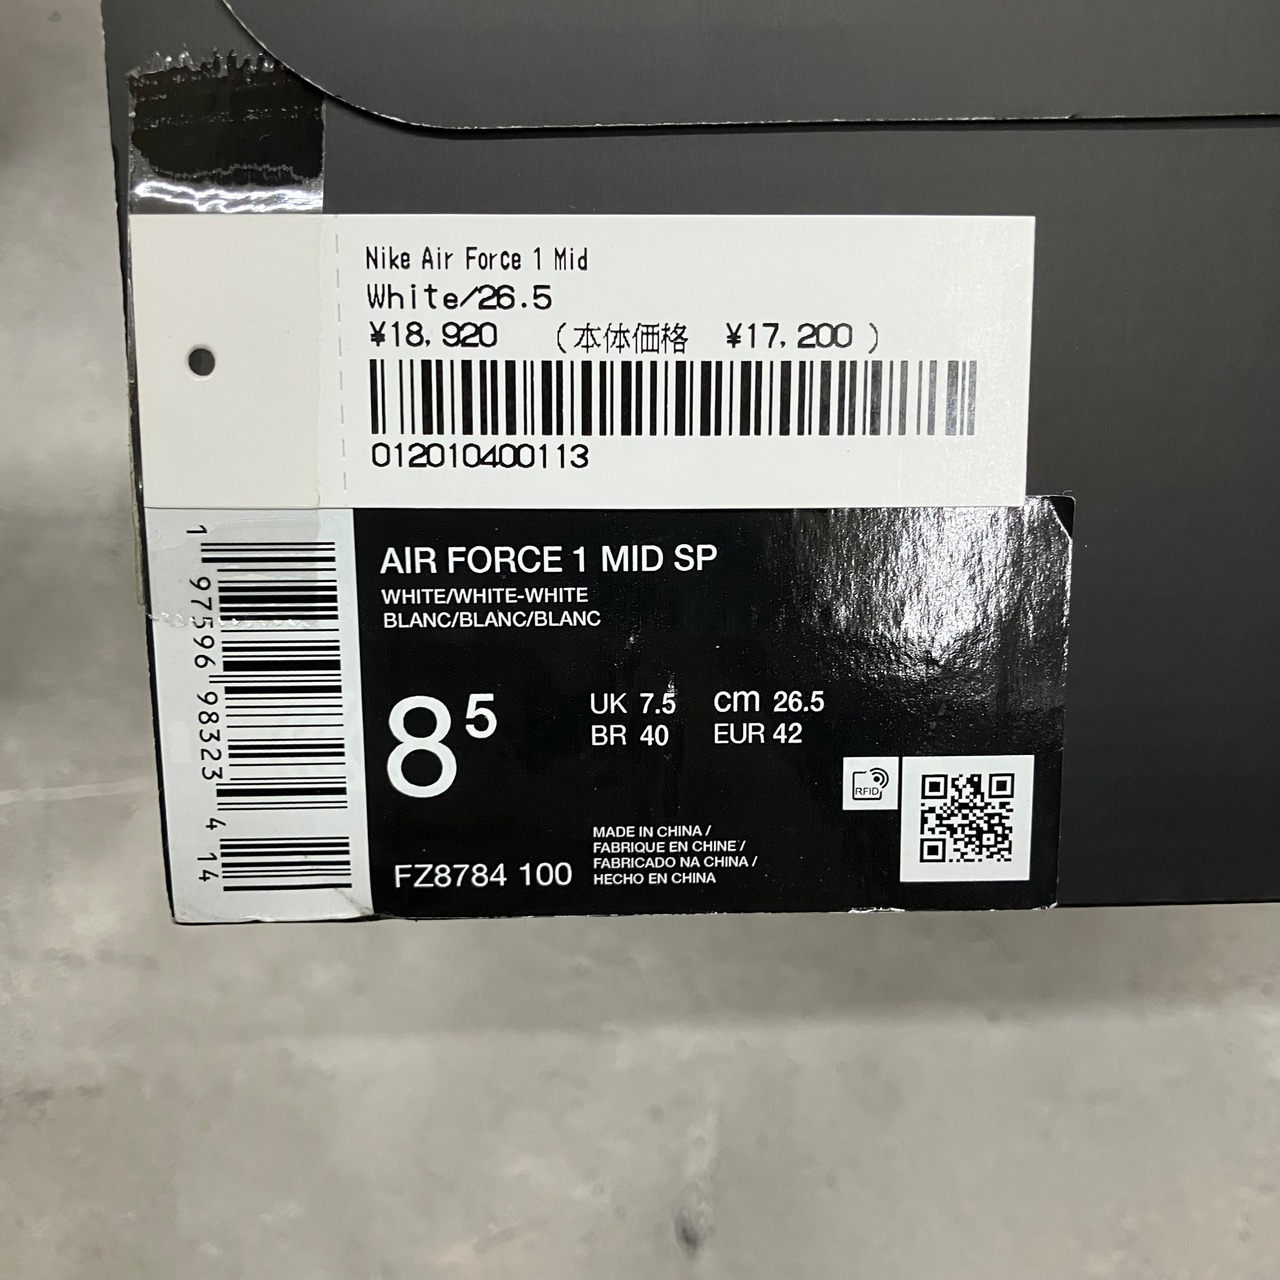 Nike Air Force 1 Mid
White/26.5
¥18,920 (本体価格 ¥17,200 )
012010400113
1 97596 98323 4 14
AIR FORCE 1 MID SP
WHITE/WHITE-WHITE
BLANC/BLANC/BLANC
8⁵
UK 7.5 cm 26.5
BR 40 EUR 42
RFID
MADE IN CHINA /
FABRIQUE EN CHINE /
FABRICADO NA CHINA /
HECHO EN CHINA
FZ8784 100